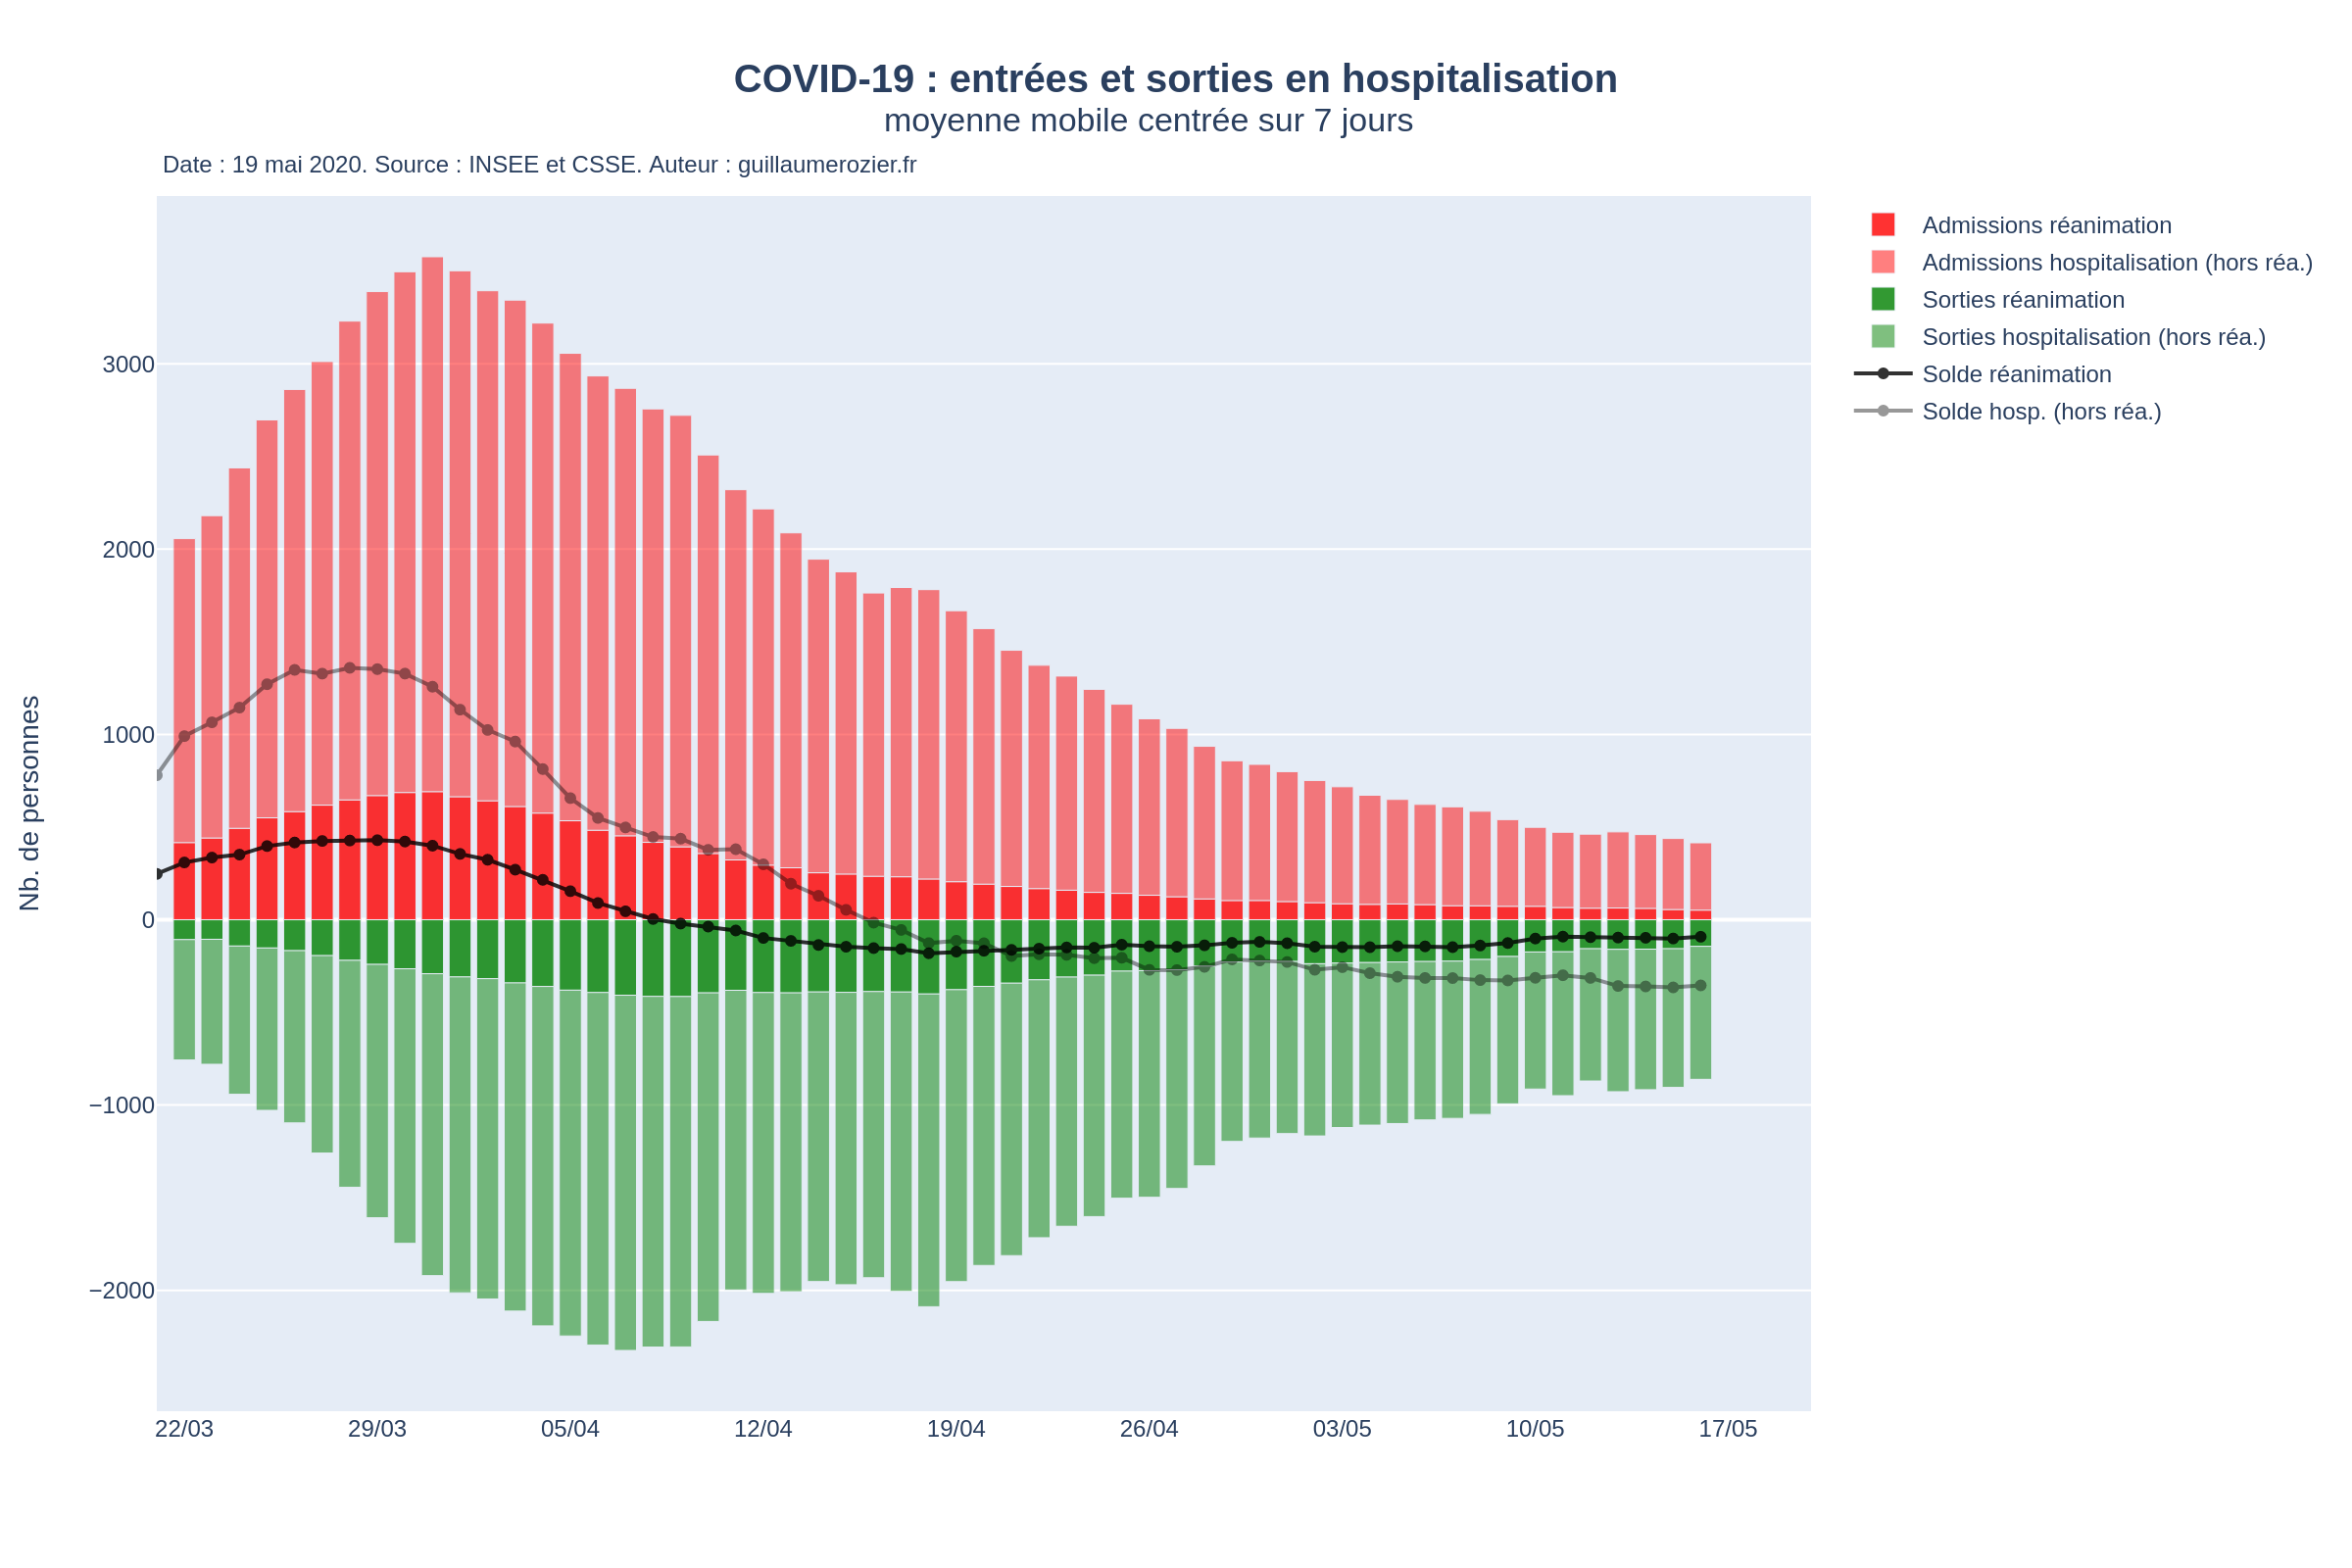 COVID-19 : entrées et sorties en hospitalisation
moyenne mobile centrée sur 7 jours
Date : 19 mai 2020. Source : INSEE et CSSE. Auteur : guillaumerozier.fr
Admissions réanimation
Admissions hospitalisation (hors réa.)
Sorties réanimation
Sorties hospitalisation (hors réa.)
Solde réanimation
Solde hosp. (hors réa.)
Nb. de personnes
3000
2000
1000
0
−1000
−2000
22/03
29/03
05/04
12/04
19/04
26/04
03/05
10/05
17/05